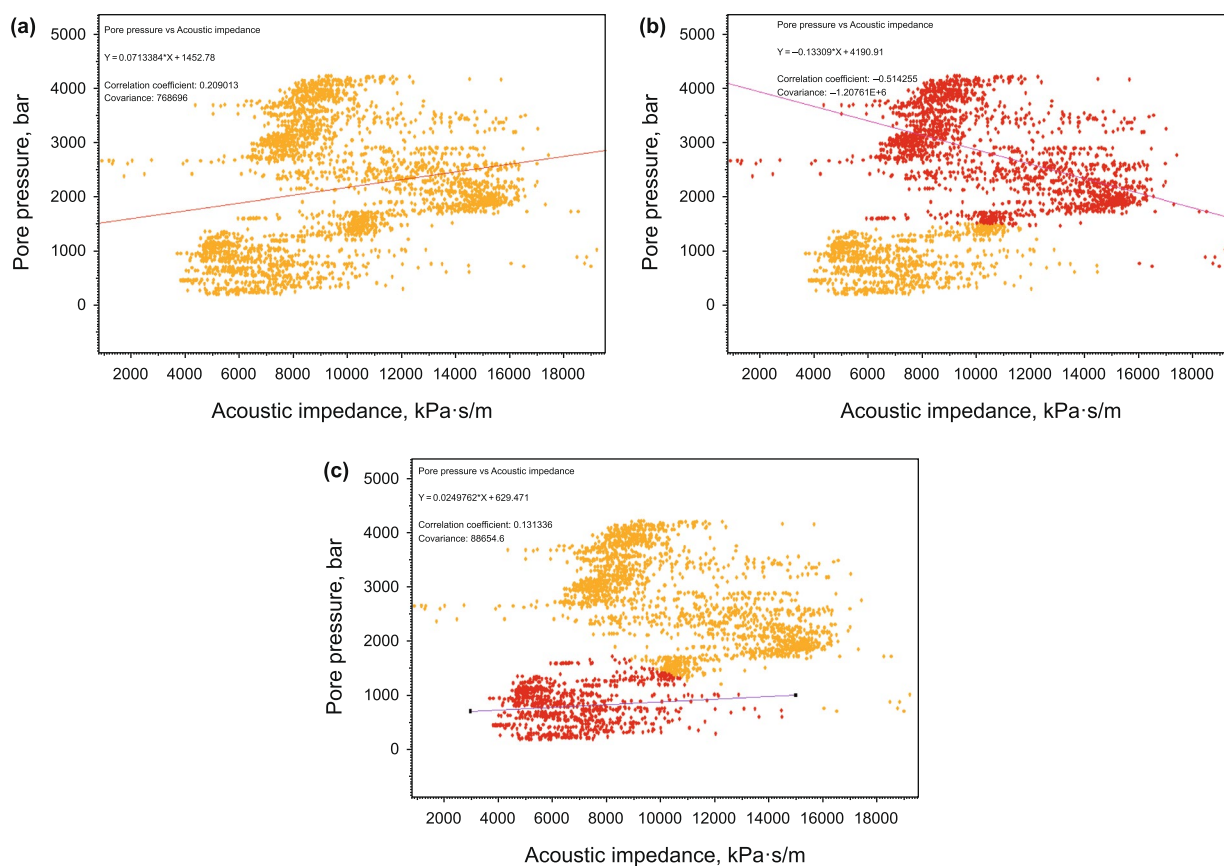 (a)
Pore pressure vs Acoustic impedance
Y = 0.0713384*X + 1452.78
Correlation coefficient: 0.209013
Covariance: 768696
Pore pressure, bar
5000
4000
3000
2000
1000
0
2000 4000 6000 8000 10000 12000 14000 16000 18000
Acoustic impedance, kPa·s/m
(b)
Pore pressure vs Acoustic impedance
Y = –0.13309*X + 4190.91
Correlation coefficient: –0.514255
Covariance: –1.20761E+6
Pore pressure, bar
5000
4000
3000
2000
1000
0
2000 4000 6000 8000 10000 12000 14000 16000 18000
Acoustic impedance, kPa·s/m
(c)
Pore pressure vs Acoustic impedance
Y = 0.0249762*X + 629.471
Correlation coefficient: 0.131336
Covariance: 88654.6
Pore pressure, bar
5000
4000
3000
2000
1000
0
2000 4000 6000 8000 10000 12000 14000 16000 18000
Acoustic impedance, kPa·s/m